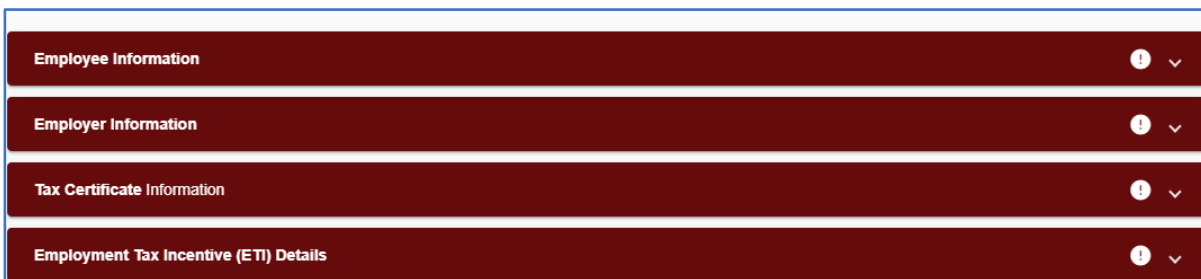 Employee Information
Employer Information
Tax Certificate Information
Employment Tax Incentive (ETI) Details